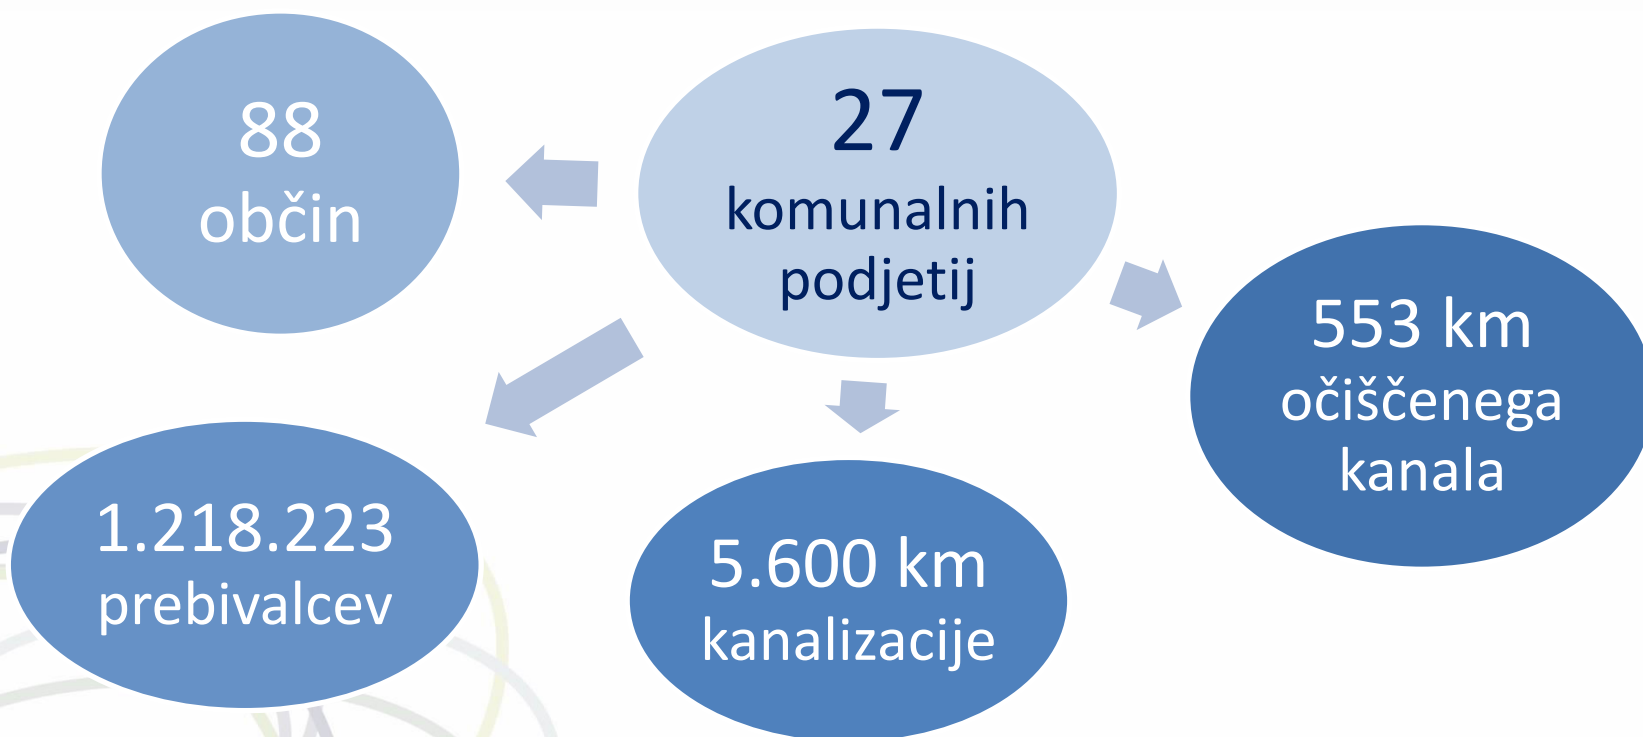 88
občin
27
komunalnih
podjetij
553 km
očiščenega
kanala
1.218.223
prebivalcev
5.600 km
kanalizacije